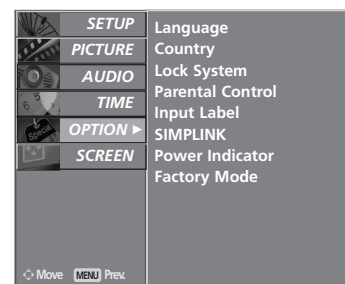 SETUP
PICTURE
AUDIO
TIME
OPTION ►
SCREEN
Language
Country
Lock System
Parental Control
Input Label
SIMPLINK
Power Indicator
Factory Mode
Special
Move MENU Prev.